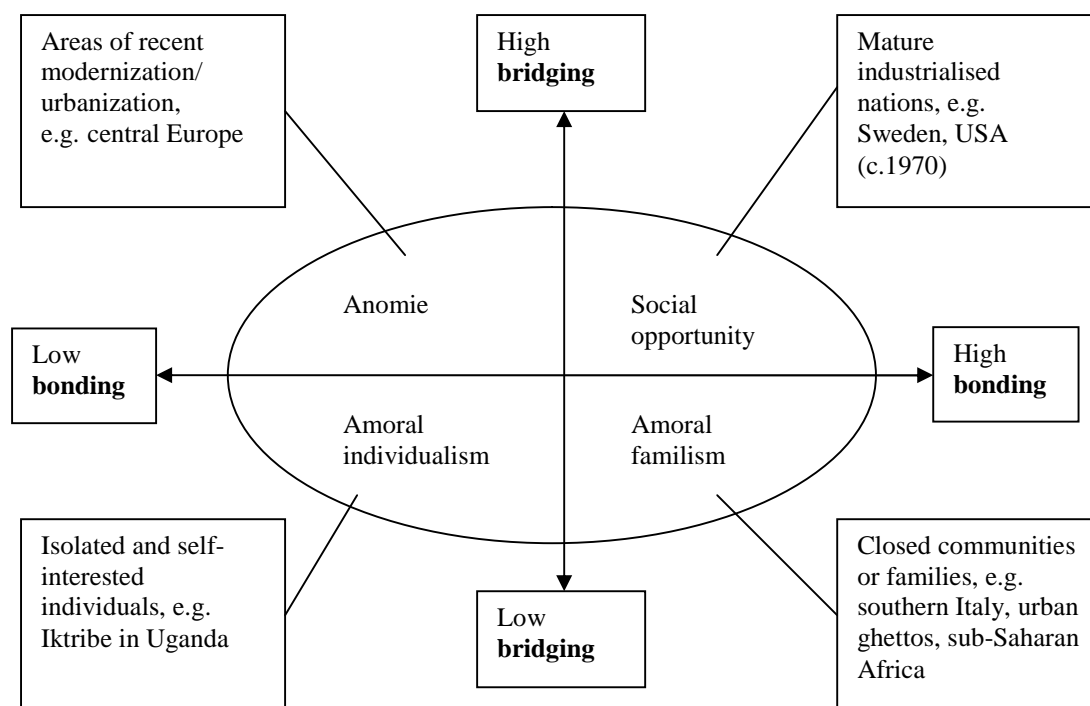 Areas of recent
modernization/
urbanization,
e.g. central Europe
High
bridging
Mature
industrialised
nations, e.g.
Sweden, USA
(c.1970)
Anomie
Social
opportunity
Low
bonding
High
bonding
Amoral
individualism
Amoral
familism
Isolated and self-
interested
individuals, e.g.
Iktribe in Uganda
Low
bridging
Closed communities
or families, e.g.
southern Italy, urban
ghettos, sub-Saharan
Africa